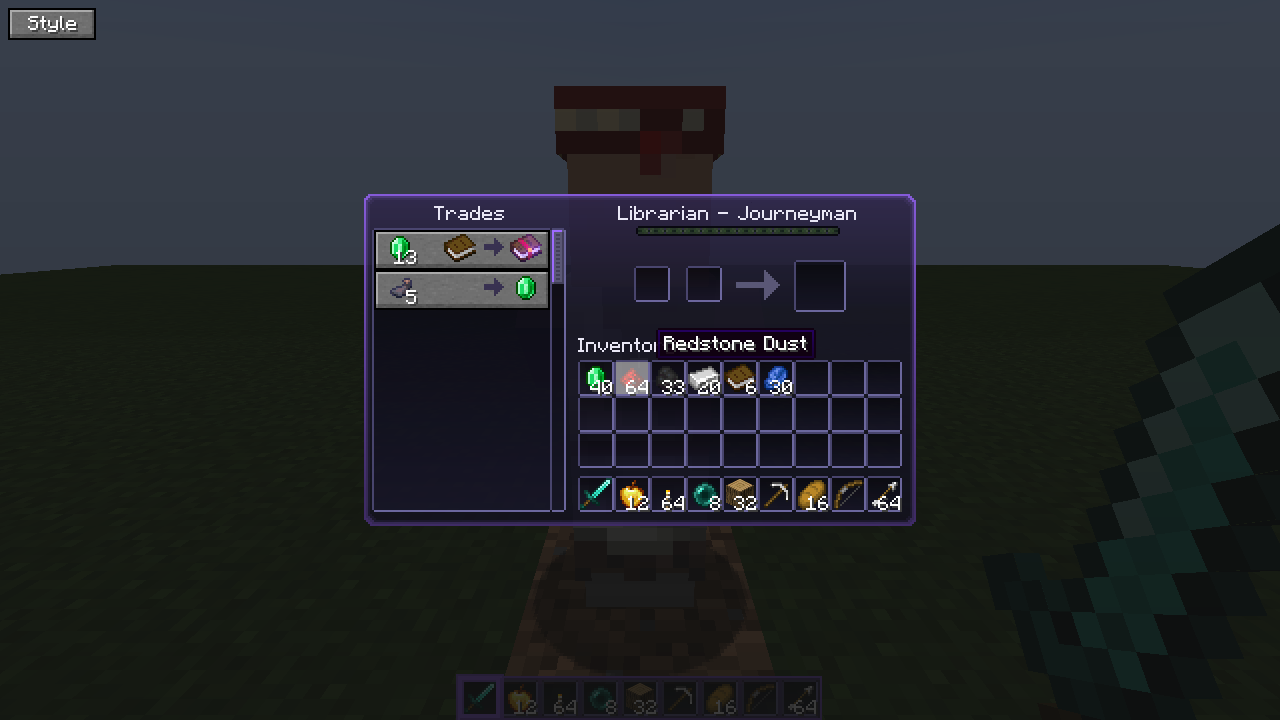 Style
Trades
Librarian - Journeyman
13
5
Inventor
Redstone Dust
40 64 33 20 6 30
12 64 8 32 16 64
12 64 8 32 16 64